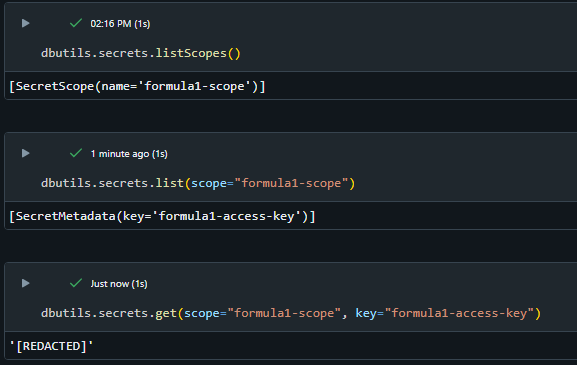 02:16 PM (1s)
dbutils.secrets.listScopes()
[SecretScope(name='formula1-scope')]
1 minute ago (1s)
dbutils.secrets.list(scope="formula1-scope")
[SecretMetadata(key='formula1-access-key')]
Just now (1s)
dbutils.secrets.get(scope="formula1-scope", key="formula1-access-key")
'[REDACTED]'